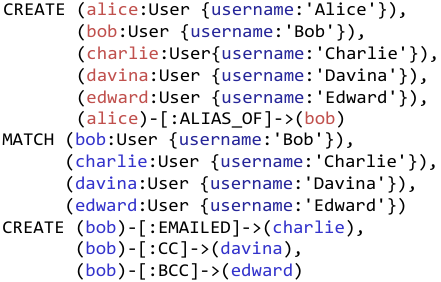 CREATE (alice:User {username:'Alice'}),
(bob:User {username:'Bob'}),
(charlie:User{username:'Charlie'}),
(davina:User {username:'Davina'}),
(edward:User {username:'Edward'}),
(alice)-[:ALIAS_OF]->(bob)
MATCH (bob:User {username:'Bob'}),
(charlie:User {username:'Charlie'}),
(davina:User {username:'Davina'}),
(edward:User {username:'Edward'})
CREATE (bob)-[:EMAILED]->(charlie),
(bob)-[:CC]->(davina),
(bob)-[:BCC]->(edward)